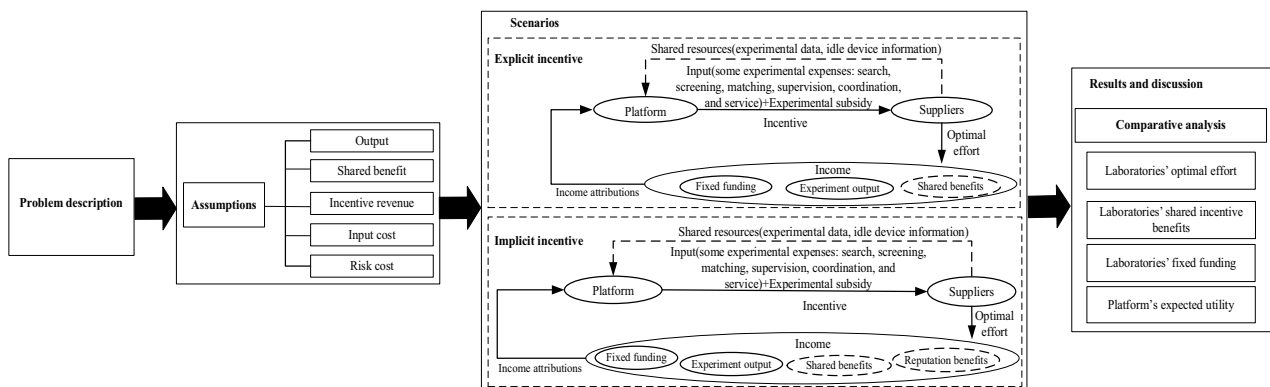 Problem description
Assumptions
Output
Shared benefit
Incentive revenue
Input cost
Risk cost
Scenarios
Explicit incentive
Shared resources(experimental data, idle device information)
Input(some experimental expenses: search,
screening, matching, supervision, coordination,
and service)+Experimental subsidy
Platform
Suppliers
Incentive
Optimal
effort
Income
Income attributions
Fixed funding
Experiment output
Shared benefits
Implicit incentive
Shared resources(experimental data, idle device information)
Input(some experimental expenses: search, screening,
matching, supervision, coordination, and
service)+Experimental subsidy
Platform
Suppliers
Incentive
Optimal
effort
Income
Income attributions
Fixed funding
Experiment output
Shared benefits
Reputation benefits
Results and discussion
Comparative analysis
Laboratories' optimal effort
Laboratories' shared incentive
benefits
Laboratories' fixed funding
Platform's expected utility